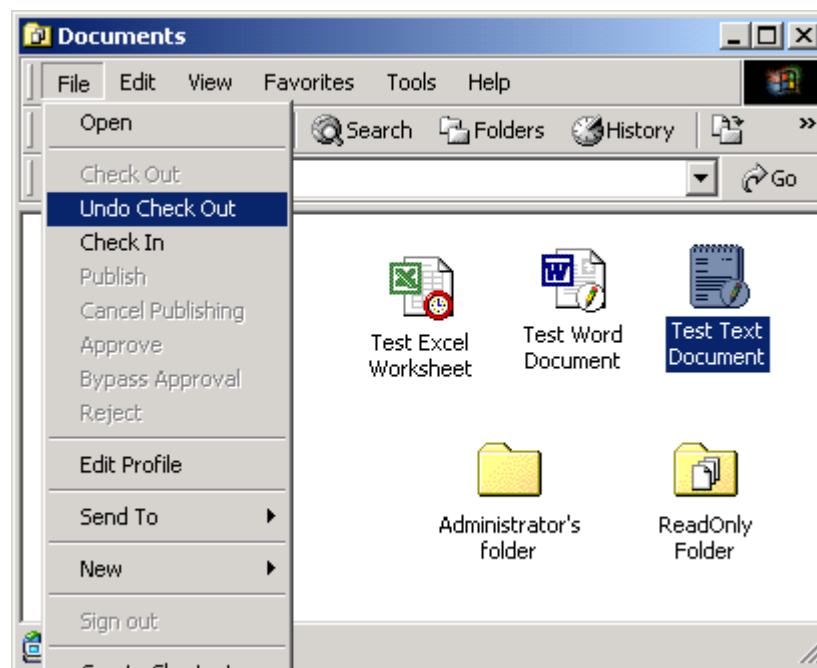 Documents
File Edit View Favorites Tools Help
Search Folders History
Go
Open
Check Out
Undo Check Out
Check In
Publish
Cancel Publishing
Approve
Bypass Approval
Reject
Edit Profile
Send To
New
Sign out
Test Excel
Worksheet
Test Word
Document
Test Text
Document
Administrator's
folder
ReadOnly
Folder